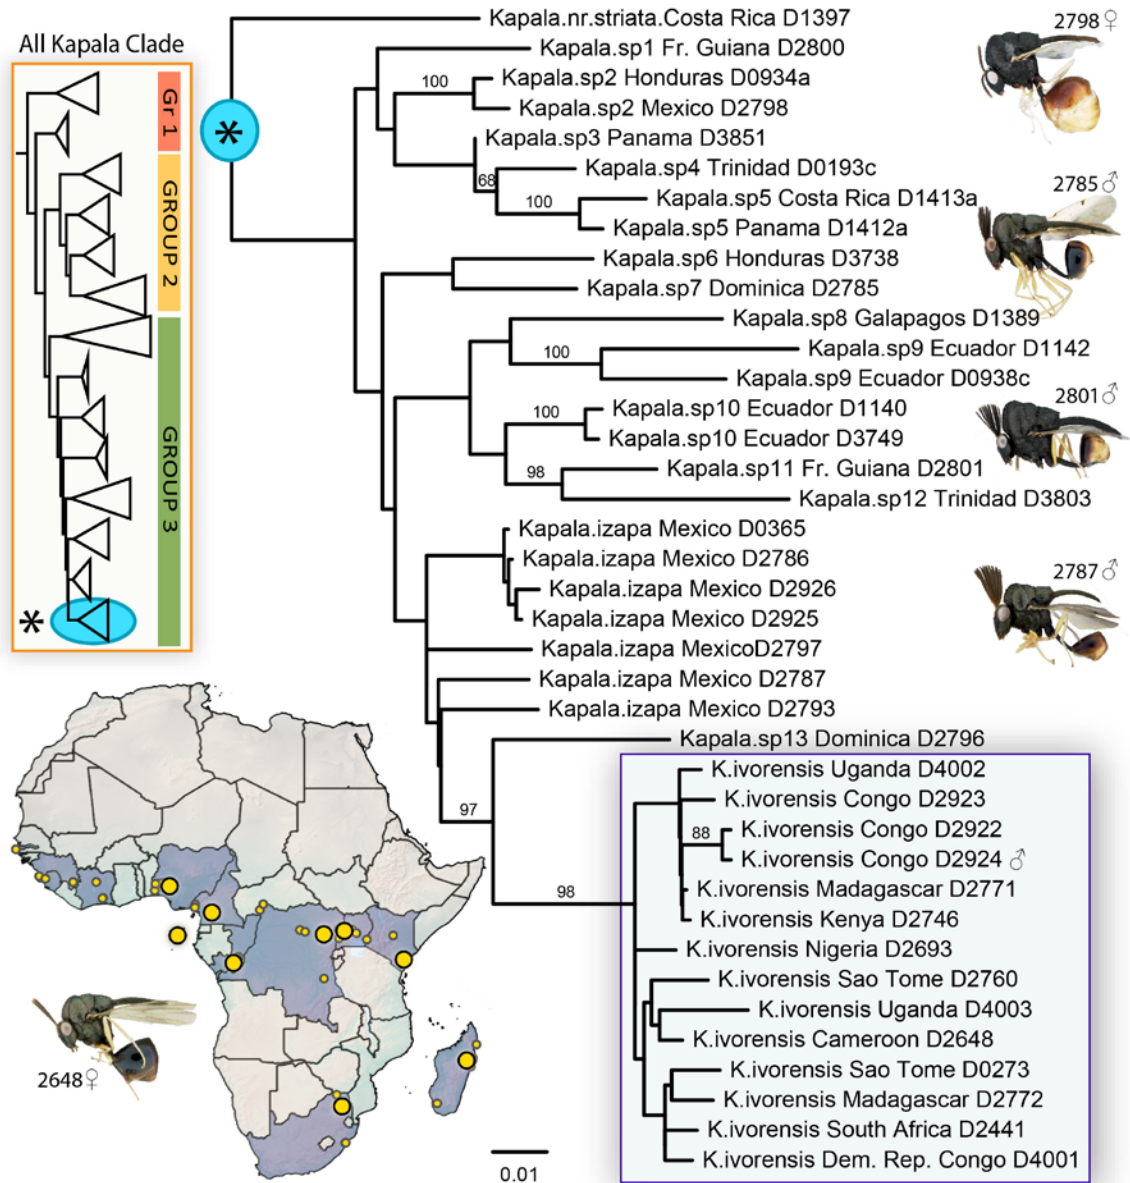 All Kapala Clade
Gr 1
GROUP 2
GROUP 3
*
*
Kapala.nr.striata.Costa Rica D1397
Kapala.sp1 Fr. Guiana D2800
100
Kapala.sp2 Honduras D0934a
Kapala.sp2 Mexico D2798
Kapala.sp3 Panama D3851
68
Kapala.sp4 Trinidad D0193c
100
Kapala.sp5 Costa Rica D1413a
Kapala.sp5 Panama D1412a
Kapala.sp6 Honduras D3738
Kapala.sp7 Dominica D2785
Kapala.sp8 Galapagos D1389
100
Kapala.sp9 Ecuador D1142
Kapala.sp9 Ecuador D0938c
100
Kapala.sp10 Ecuador D1140
Kapala.sp10 Ecuador D3749
98
Kapala.sp11 Fr. Guiana D2801
Kapala.sp12 Trinidad D3803
Kapala.izapa Mexico D0365
Kapala.izapa Mexico D2786
Kapala.izapa Mexico D2926
Kapala.izapa Mexico D2925
Kapala.izapa MexicoD2797
Kapala.izapa Mexico D2787
Kapala.izapa Mexico D2793
97
Kapala.sp13 Dominica D2796
98
K.ivorensis Uganda D4002
K.ivorensis Congo D2923
88
K.ivorensis Congo D2922
K.ivorensis Congo D2924 ♂
K.ivorensis Madagascar D2771
K.ivorensis Kenya D2746
K.ivorensis Nigeria D2693
K.ivorensis Sao Tome D2760
K.ivorensis Uganda D4003
K.ivorensis Cameroon D2648
K.ivorensis Sao Tome D0273
K.ivorensis Madagascar D2772
K.ivorensis South Africa D2441
K.ivorensis Dem. Rep. Congo D4001
2798♀
2785♂
2801♂
2787♂
2648♀
0.01